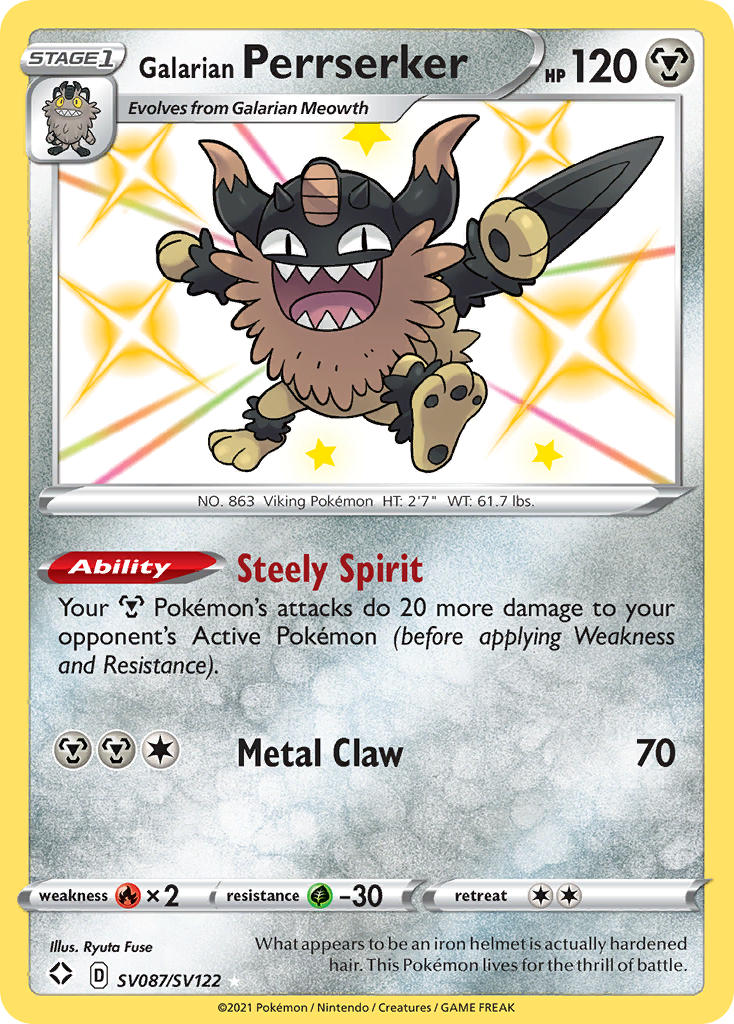 STAGE 1
Galarian Perrserker
HP 120
Evolves from Galarian Meowth
NO. 863 Viking Pokémon HT: 2'7" WT: 61.7 lbs.
Ability Steely Spirit
Your Pokémon's attacks do 20 more damage to your
opponent's Active Pokémon (before applying Weakness
and Resistance).
Metal Claw 70
weakness ×2 resistance -30 retreat
Illus. Ryuta Fuse
What appears to be an iron helmet is actually hardened
hair. This Pokémon lives for the thrill of battle.
D SV087/SV122
©2021 Pokémon / Nintendo / Creatures / GAME FREAK